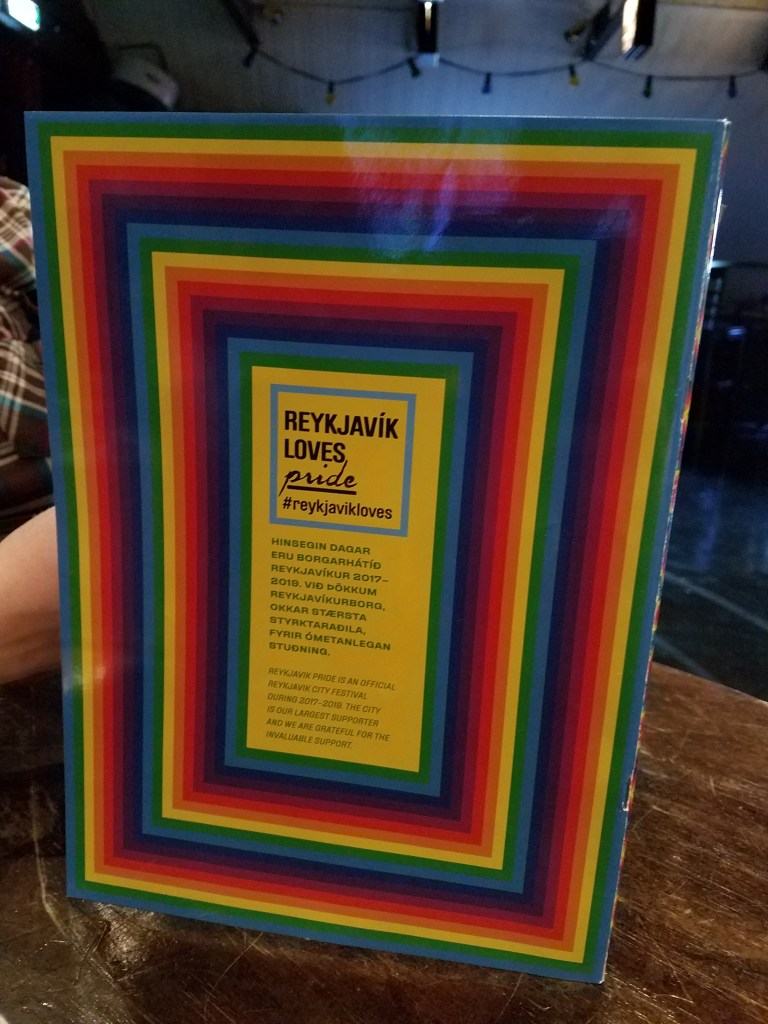 REYKJAVÍK
LOVES
pride
#reykjavikloves
HINSEGIN DAGAR
ERU BORGARHÁTÍÐ
REYKJAVÍKUR 2017–
2019. VIÐ ÞÖKKUM
REYKJAVÍKURBORG,
OKKAR STÆRSTA
STYRKTARAÐILA,
FYRIR ÓMETANLEGAN
STUÐNING.
REYKJAVIK PRIDE IS AN OFFICIAL
REYKJAVIK CITY FESTIVAL
DURING 2017–2019. THE CITY
IS OUR LARGEST SUPPORTER
AND WE ARE GRATEFUL FOR THE
INVALUABLE SUPPORT.